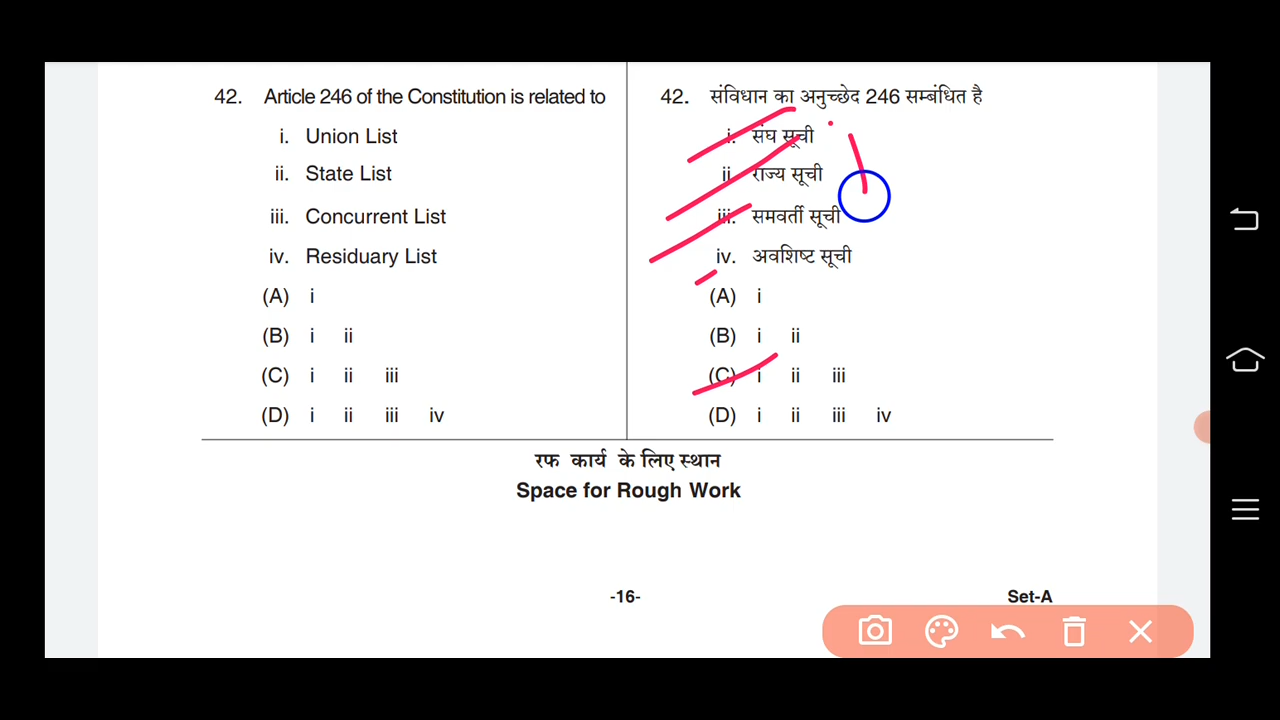 42. Article 246 of the Constitution is related to
i. Union List
ii. State List
iii. Concurrent List
iv. Residuary List
(A) i
(B) i ii
(C) i ii iii
(D) i ii iii iv
42. संविधान का अनुच्छेद 246 सम्बंधित है
i. संघ सूची
ii. राज्य सूची
iii. समवर्ती सूची
iv. अवशिष्ट सूची
(A) i
(B) i ii
(C) i ii iii
(D) i ii iii iv
रफ कार्य के लिए स्थान
Space for Rough Work
-16-
Set-A